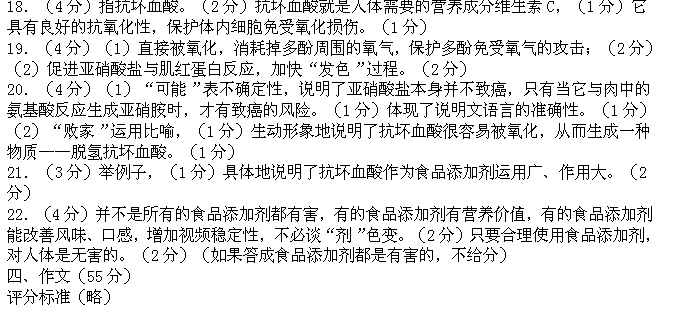 18．（4分）指抗坏血酸。（2分）抗坏血酸就是人体需要的营养成分维生素C，（1分）它
具有良好的抗氧化性，保护体内细胞免受氧化损伤。（1分）
19．（4分）（1）直接被氧化，消耗掉多酚周围的氧气，保护多酚免受氧气的攻击；（2分）
（2）促进亚硝酸盐与肌红蛋白反应，加快“发色”过程。（2分）
20．（4分）（1）“可能”表不确定性，说明了亚硝酸盐本身并不致癌，只有当它与肉中的
氨基酸反应生成亚硝胺时，才有致癌的风险。（1分）体现了说明文语言的准确性。（1分）
（2）“败家”运用比喻，（1分）生动形象地说明了抗坏血酸很容易被氧化，从而生成一种
物质——脱氢抗坏血酸。（1分）
21．（3分）举例子，（1分）具体地说明了抗坏血酸作为食品添加剂运用广、作用大。（2
分）
22．（4分）并不是所有的食品添加剂都有害，有的食品添加剂有营养价值，有的食品添加剂
能改善风味、口感，增加视频稳定性，不必谈“剂”色变。（2分）只要合理使用食品添加剂，
对人体是无害的。（2分）（如果答成食品添加剂都是有害的，不给分）
四、作文（55分）
评分标准（略）